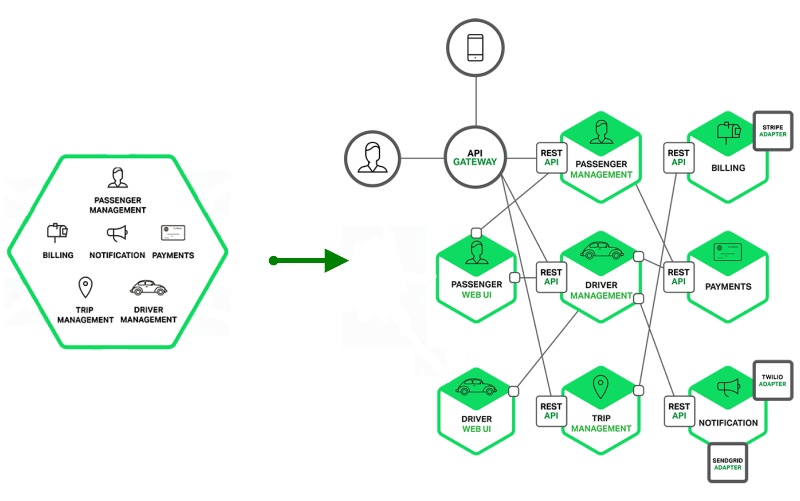 PASSENGER
MANAGEMENT
BILLING
NOTIFICATION
PAYMENTS
TRIP
MANAGEMENT
DRIVER
MANAGEMENT
API
GATEWAY
REST
API
PASSENGER
MANAGEMENT
REST
API
BILLING
STRIPE
ADAPTER
PASSENGER
WEB UI
REST
API
DRIVER
MANAGEMENT
REST
API
PAYMENTS
DRIVER
WEB UI
REST
API
TRIP
MANAGEMENT
REST
API
NOTIFICATION
TWILIO
ADAPTER
SENDGRID
ADAPTER